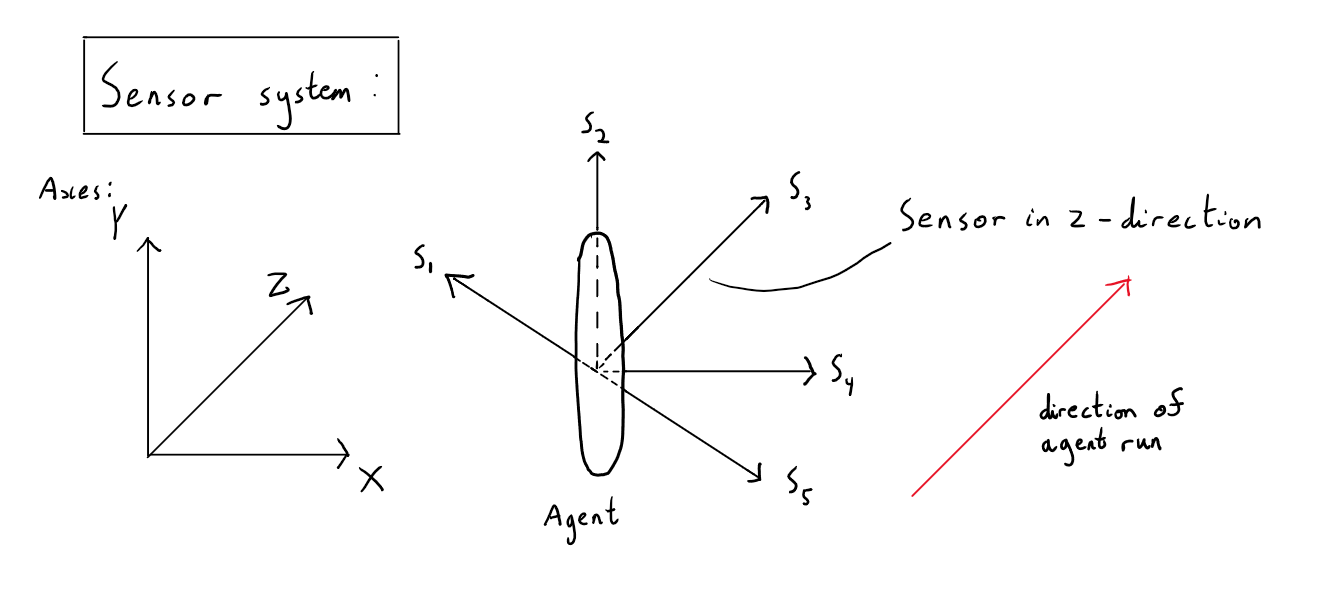 Sensor system:
Axes:
Y
Z
X
S1
S2
S3
S4
S5
Agent
Sensor in z-direction
direction of
agent run